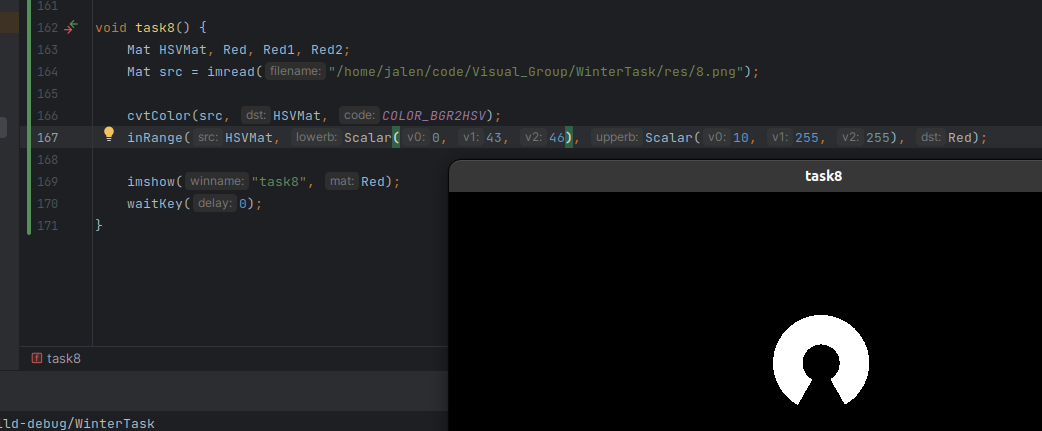 161
162 void task8() {
163 Mat HSVMat, Red, Red1, Red2;
164 Mat src = imread( filename: "/home/jalen/code/Visual_Group/WinterTask/res/8.png");
166 cvtColor(src, dst: HSVMat, code: COLOR_BGR2HSV);
167 inRange( src: HSVMat, lowerb: Scalar( v0: 0, v1: 43, v2: 46), upperb: Scalar( v0: 10, v1: 255, v2: 255), dst: Red);
168
169 imshow( winname: "task8", mat: Red);
170 waitKey( delay: 0);
171 }
task8
f task8
ld-debug/WinterTask